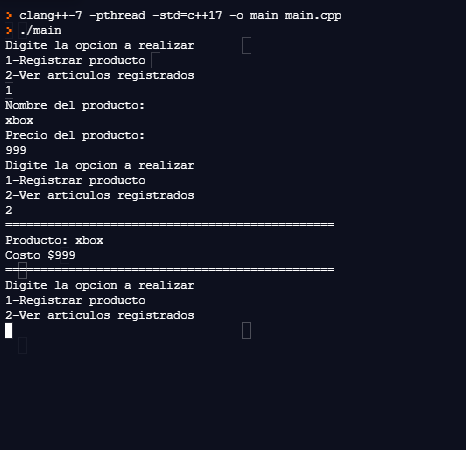 > clang++-7 -pthread -std=c++17 -o main main.cpp
> ./main
Digite la opcion a realizar
1-Registrar producto
2-Ver articulos registrados
1
Nombre del producto:
xbox
Precio del producto:
999
Digite la opcion a realizar
1-Registrar producto
2-Ver articulos registrados
2
===============================================
Producto: xbox
Costo $999
===============================================
Digite la opcion a realizar
1-Registrar producto
2-Ver articulos registrados